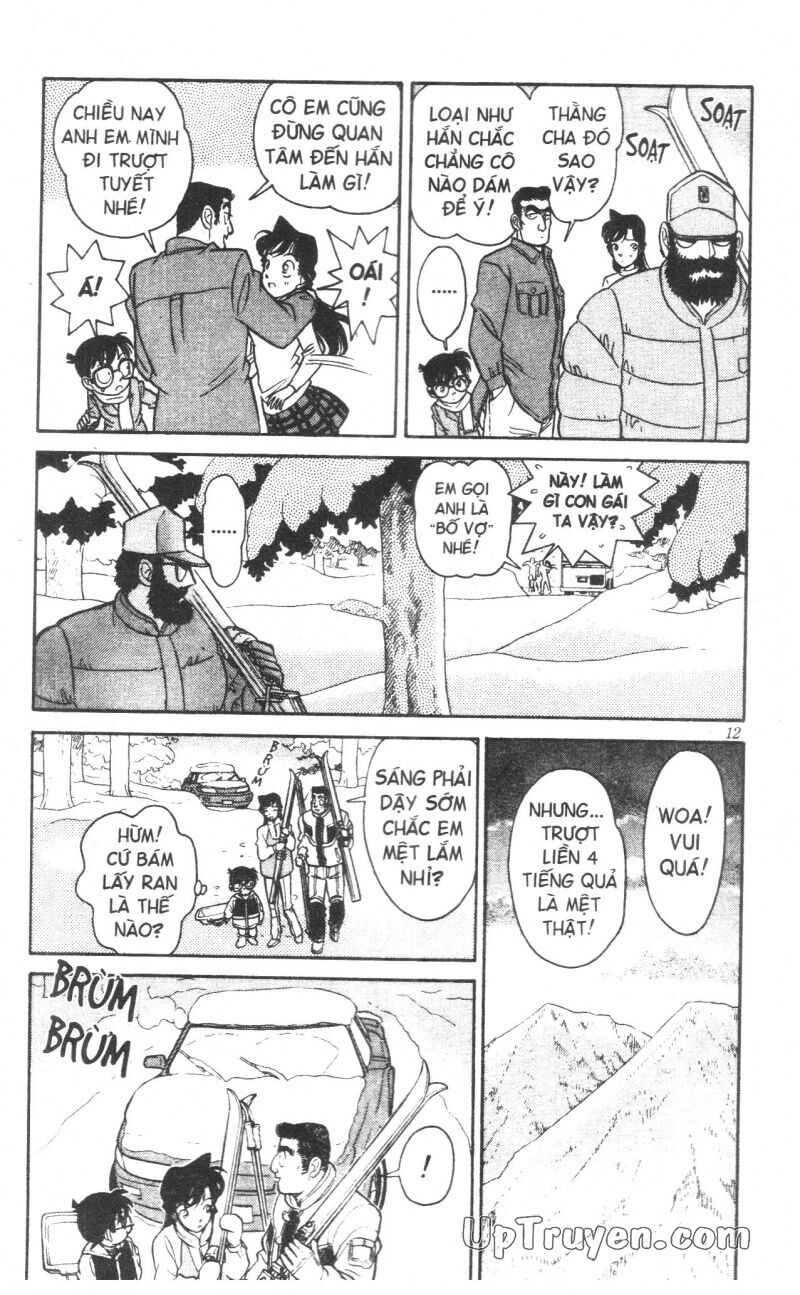 SOẠT
SOẠT
THẰNG
CHA ĐÓ
SAO
VẬY?
LOẠI NHƯ
HẮN CHẮC
CHẲNG CÔ
NÀO DÁM
ĐỂ Ý!
......
CÔ EM CŨNG
ĐỪNG QUAN
TÂM ĐẾN HẮN
LÀM GÌ!
CHIỀU NAY
ANH EM MÌNH
ĐI TRƯỢT
TUYẾT
NHÉ!
OÁI
!
Á!
NÀY! LÀM
GÌ CON GÁI
TA VẬY?
EM GỌI
ANH LÀ
"BỐ VỢ"
NHÉ!
......
12
WOA!
VUI
QUÁ!
NHƯNG...
TRƯỢT
LIỀN 4
TIẾNG QUẢ
LÀ MỆT
THẬT!
SÁNG PHẢI
DẬY SỚM
CHẮC EM
MỆT LẮM
NHỈ?
BRÙM
HỪM!
CỨ BÁM
LẤY RAN
LÀ THẾ
NÀO?
BRÙM
BRÙM
!
UpTruyen.com